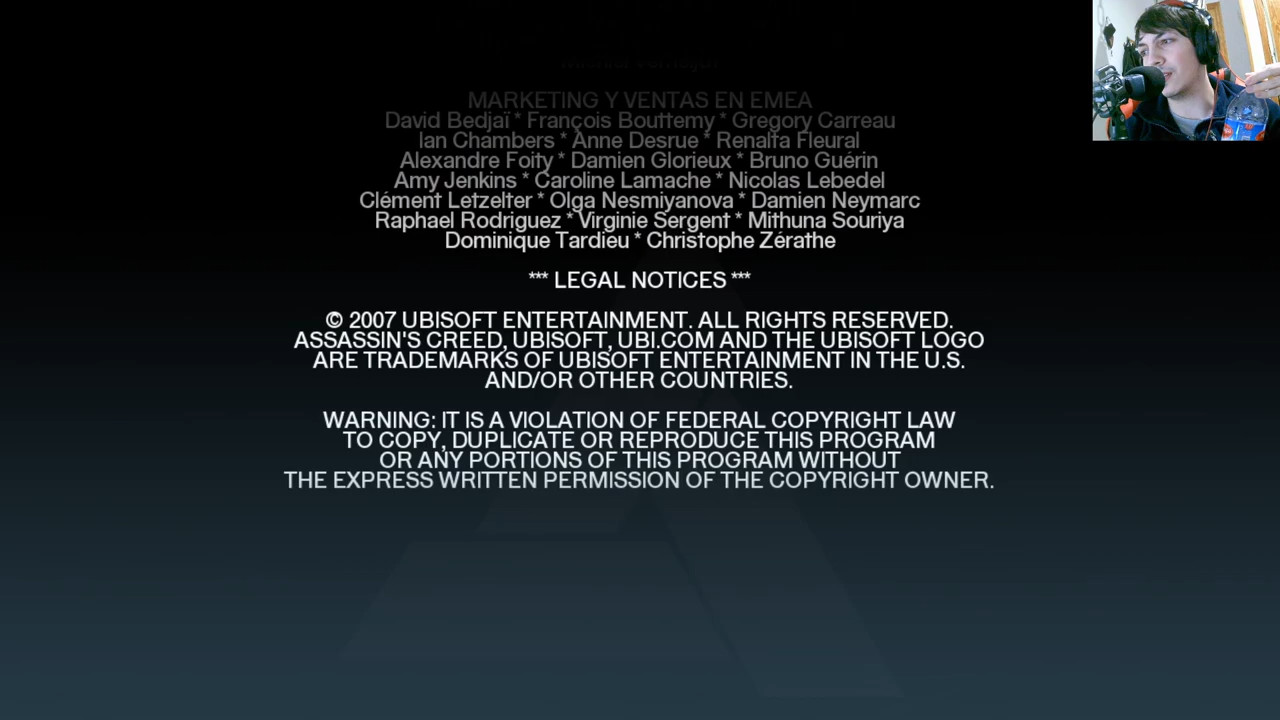 MARKETING Y VENTAS EN EMEA
David Bedjaï * François Bouttemy * Gregory Carreau
Ian Chambers * Anne Desrue * Renalta Fleural
Alexandre Foity * Damien Glorieux * Bruno Guérin
Amy Jenkins * Caroline Lamache * Nicolas Lebedel
Clément Letzelter * Olga Nesmiyanova * Damien Neymarc
Raphael Rodriguez * Virginie Sergent * Mithuna Souriya
Dominique Tardieu * Christophe Zérathe
*** LEGAL NOTICES ***
© 2007 UBISOFT ENTERTAINMENT. ALL RIGHTS RESERVED.
ASSASSIN'S CREED, UBISOFT, UBI.COM AND THE UBISOFT LOGO
ARE TRADEMARKS OF UBISOFT ENTERTAINMENT IN THE U.S.
AND/OR OTHER COUNTRIES.
WARNING: IT IS A VIOLATION OF FEDERAL COPYRIGHT LAW
TO COPY, DUPLICATE OR REPRODUCE THIS PROGRAM
OR ANY PORTIONS OF THIS PROGRAM WITHOUT
THE EXPRESS WRITTEN PERMISSION OF THE COPYRIGHT OWNER.